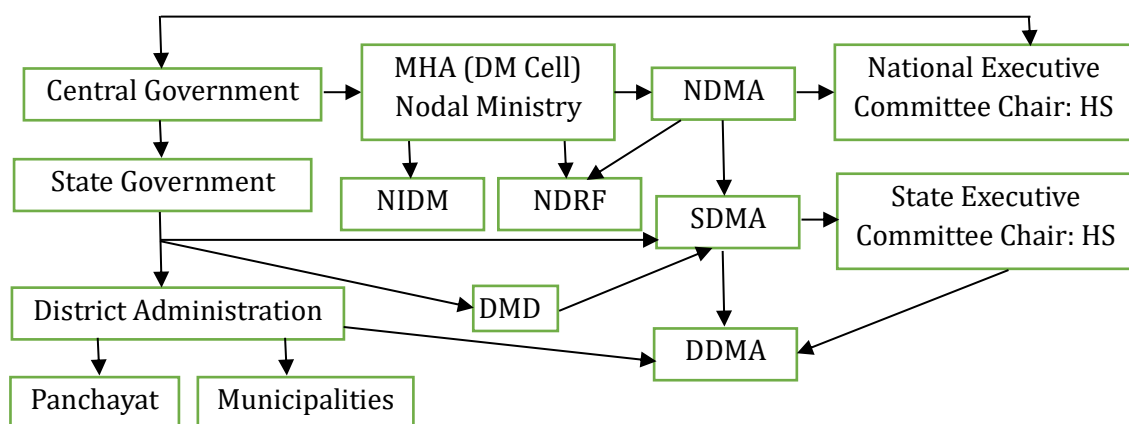 MHA (DM Cell)
Nodal Ministry
National Executive
Committee Chair: HS
Central Government
NDMA
State Government
NIDM
NDRF
SDMA
State Executive
Committee Chair: HS
District Administration
DMD
DDMA
Panchayat
Municipalities